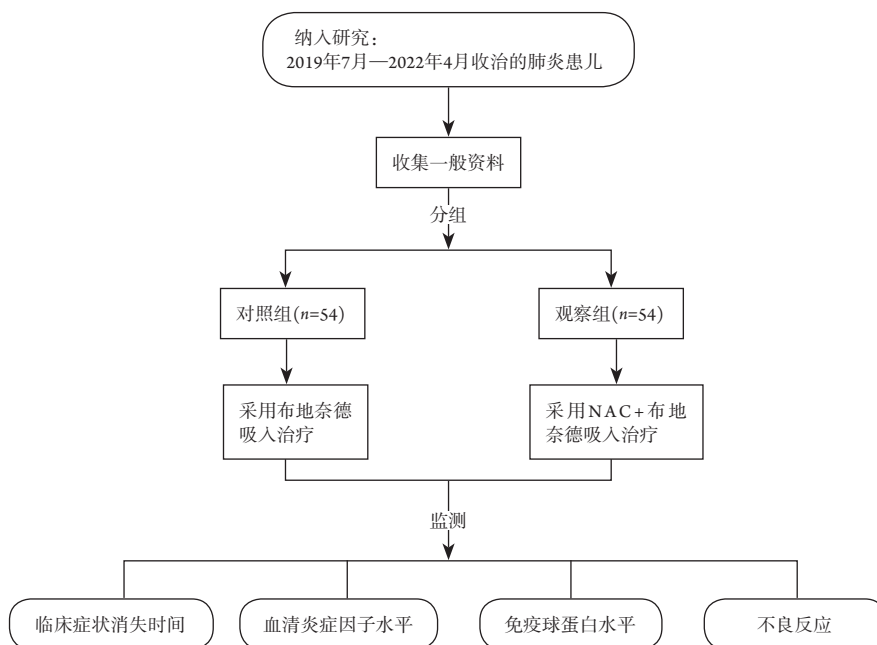 纳入研究：
2019年7月—2022年4月收治的肺炎患儿
收集一般资料
分组
对照组(n=54)
观察组(n=54)
采用布地奈德
吸入治疗
采用NAC+布地
奈德吸入治疗
监测
临床症状消失时间
血清炎症因子水平
免疫球蛋白水平
不良反应